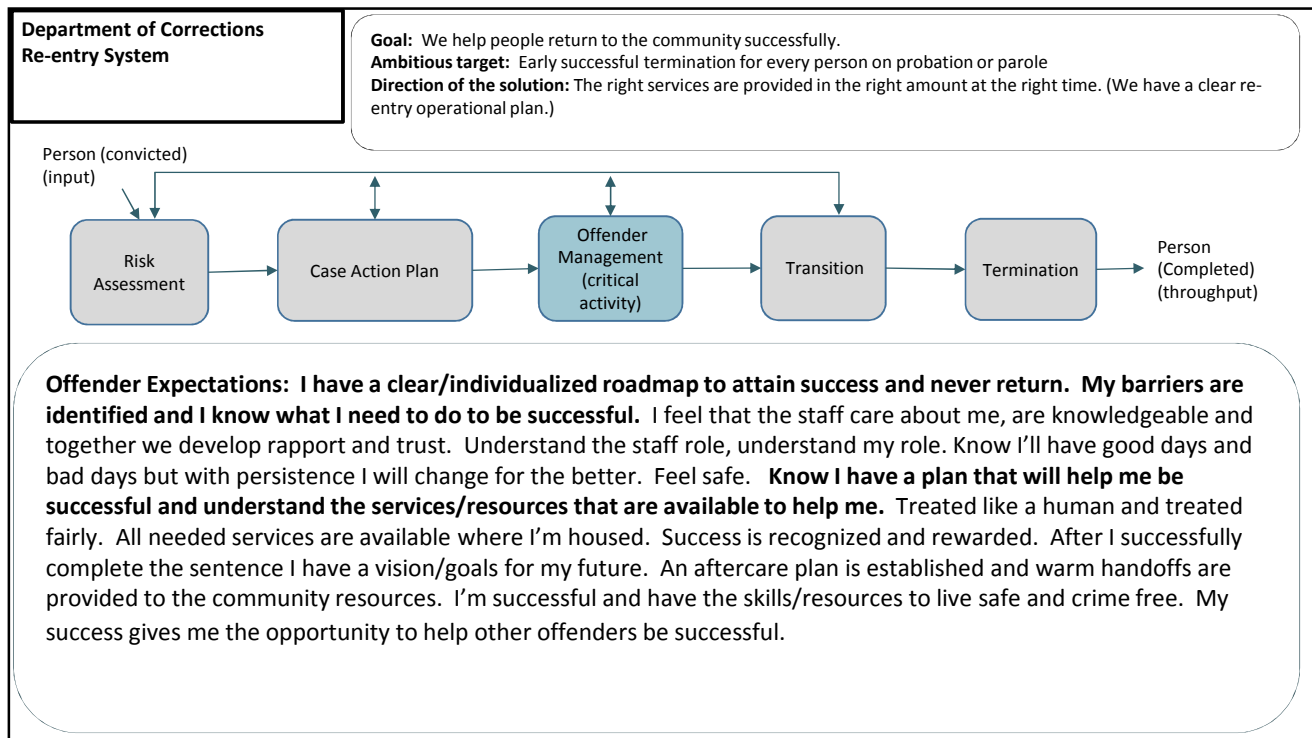 Department of Corrections
Re-entry System
Goal: We help people return to the community successfully.
Ambitious target: Early successful termination for every person on probation or parole
Direction of the solution: The right services are provided in the right amount at the right time. (We have a clear re-
entry operational plan.)
Person (convicted)
(input)
Risk
Assessment
Case Action Plan
Offender
Management
(critical
activity)
Transition
Termination
Person
(Completed)
(throughput)
Offender Expectations: I have a clear/individualized roadmap to attain success and never return. My barriers are
identified and I know what I need to do to be successful. I feel that the staff care about me, are knowledgeable and
together we develop rapport and trust. Understand the staff role, understand my role. Know I’ll have good days and
bad days but with persistence I will change for the better. Feel safe. Know I have a plan that will help me be
successful and understand the services/resources that are available to help me. Treated like a human and treated
fairly. All needed services are available where I’m housed. Success is recognized and rewarded. After I successfully
complete the sentence I have a vision/goals for my future. An aftercare plan is established and warm handoffs are
provided to the community resources. I’m successful and have the skills/resources to live safe and crime free. My
success gives me the opportunity to help other offenders be successful.